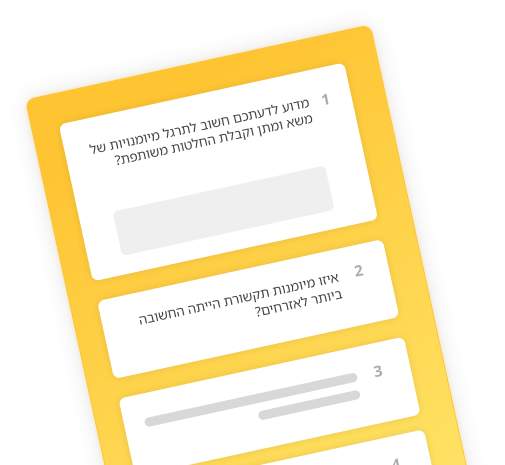 1
מדוע לדעתכם חשוב לתרגל מיומנויות של
משא ומתן וקבלת החלטות משותפת?
2
איזו מיומנות תקשורת הייתה החשובה
ביותר לאזרחים?
3
4